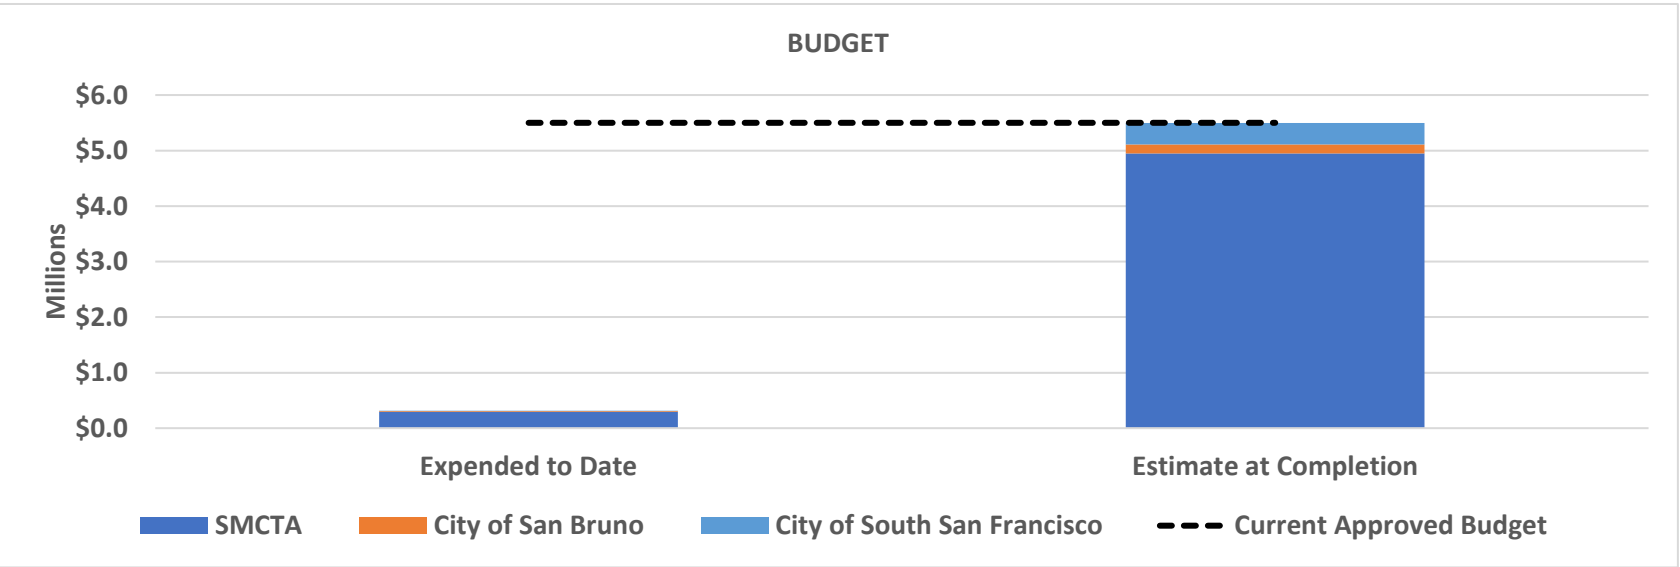 BUDGET
$6.0
$5.0
$4.0
$3.0
$2.0
$1.0
$0.0
Millions
Expended to Date
Estimate at Completion
SMCTA
City of San Bruno
City of South San Francisco
Current Approved Budget